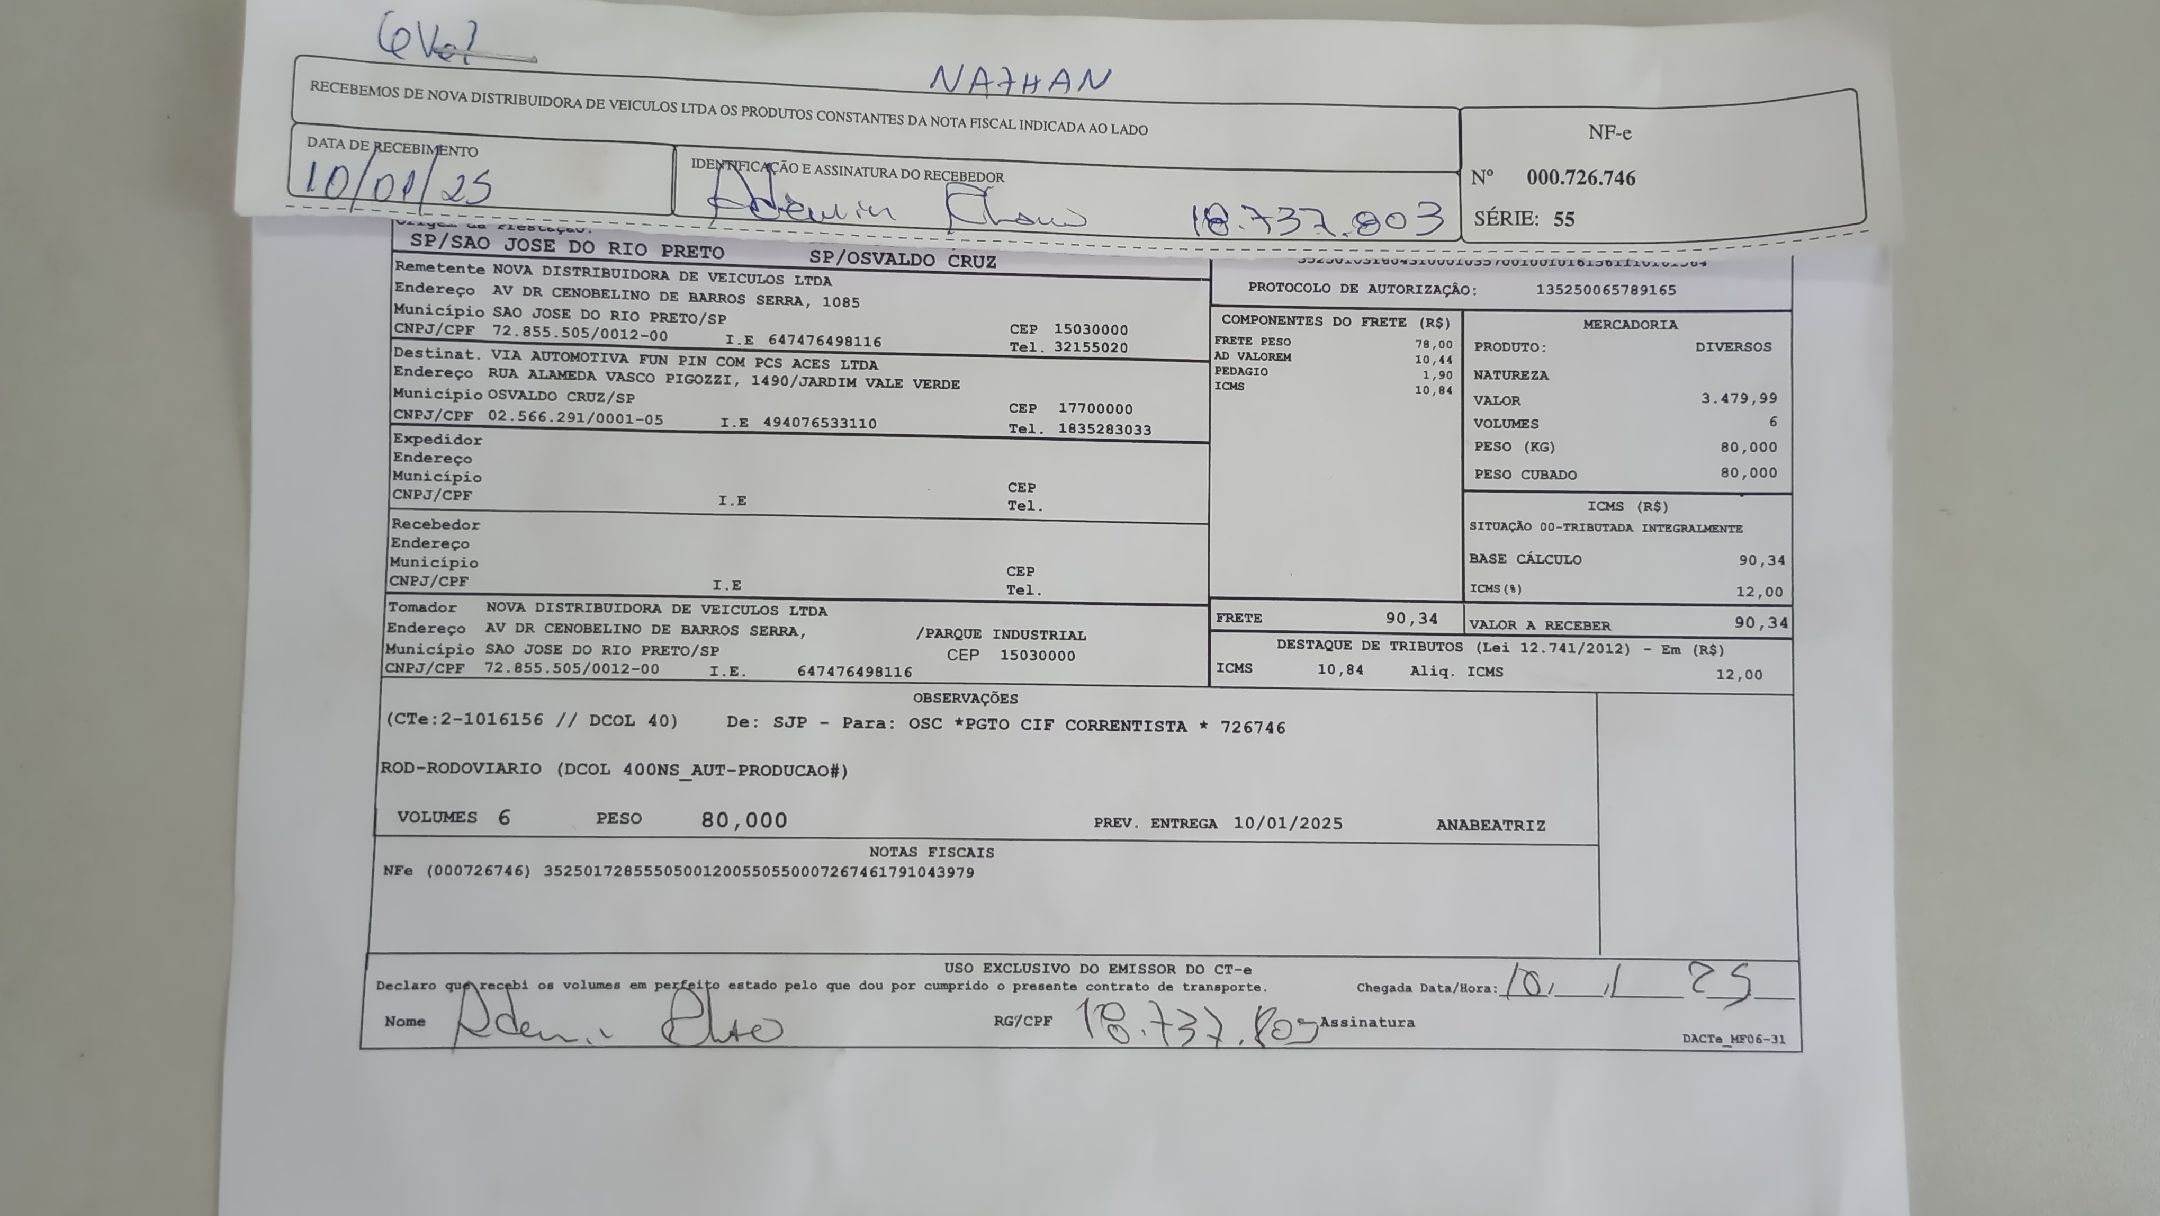 6 Vol
NATHAN
RECEBEMOS DE NOVA DISTRIBUIDORA DE VEICULOS LTDA OS PRODUTOS CONSTANTES DA NOTA FISCAL INDICADA AO LADO
NF-e
Nº 000.726.746
SÉRIE: 55
DATA DE RECEBIMENTO
10/01/25
IDENTIFICAÇÃO E ASSINATURA DO RECEBEDOR
18.737.803
SP/SAO JOSE DO RIO PRETO SP/OSVALDO CRUZ
Remetente NOVA DISTRIBUIDORA DE VEICULOS LTDA
Endereço AV DR CENOBELINO DE BARROS SERRA, 1085
Município SAO JOSE DO RIO PRETO/SP CEP 15030000
CNPJ/CPF 72.855.505/0012-00 I.E 647476498116 Tel. 32155020
Destinat. VIA AUTOMOTIVA FUN PIN COM PCS ACES LTDA
Endereço RUA ALAMEDA VASCO PIGOZZI, 1490/JARDIM VALE VERDE
Município OSVALDO CRUZ/SP CEP 17700000
CNPJ/CPF 02.566.291/0001-05 I.E 494076533110 Tel. 1835283033
Expedidor
Endereço
Município CEP
CNPJ/CPF I.E Tel.
Recebedor
Endereço
Município CEP
CNPJ/CPF I.E Tel.
Tomador NOVA DISTRIBUIDORA DE VEICULOS LTDA
Endereço AV DR CENOBELINO DE BARROS SERRA, /PARQUE INDUSTRIAL
Município SAO JOSE DO RIO PRETO/SP CEP 15030000
CNPJ/CPF 72.855.505/0012-00 I.E. 647476498116
PROTOCOLO DE AUTORIZAÇÃO: 135250065789165
COMPONENTES DO FRETE (R$)
FRETE PESO 78,00
AD VALOREM 10,44
PEDAGIO 1,90
ICMS 10,84
MERCADORIA
PRODUTO: DIVERSOS
NATUREZA
VALOR 3.479,99
VOLUMES 6
PESO (KG) 80,000
PESO CUBADO 80,000
ICMS (R$)
SITUAÇÃO 00-TRIBUTADA INTEGRALMENTE
BASE CÁLCULO 90,34
ICMS(%) 12,00
FRETE 90,34 VALOR A RECEBER 90,34
DESTAQUE DE TRIBUTOS (Lei 12.741/2012) - Em (R$)
ICMS 10,84 Aliq. ICMS 12,00
OBSERVAÇÕES
(CTe:2-1016156 // DCOL 40) De: SJP - Para: OSC *PGTO CIF CORRENTISTA * 726746
ROD-RODOVIARIO (DCOL 400NS_AUT-PRODUCAO#)
VOLUMES 6 PESO 80,000 PREV. ENTREGA 10/01/2025 ANABEATRIZ
NOTAS FISCAIS
NFe (000726746) 35250172855505001200550550007267461791043979
USO EXCLUSIVO DO EMISSOR DO CT-e
Declaro que recebi os volumes em perfeito estado pelo que dou por cumprido o presente contrato de transporte. Chegada Data/Hora: 10/1/25
Nome RG/CPF 18.737.803 Assinatura
DACTe_MF06-31